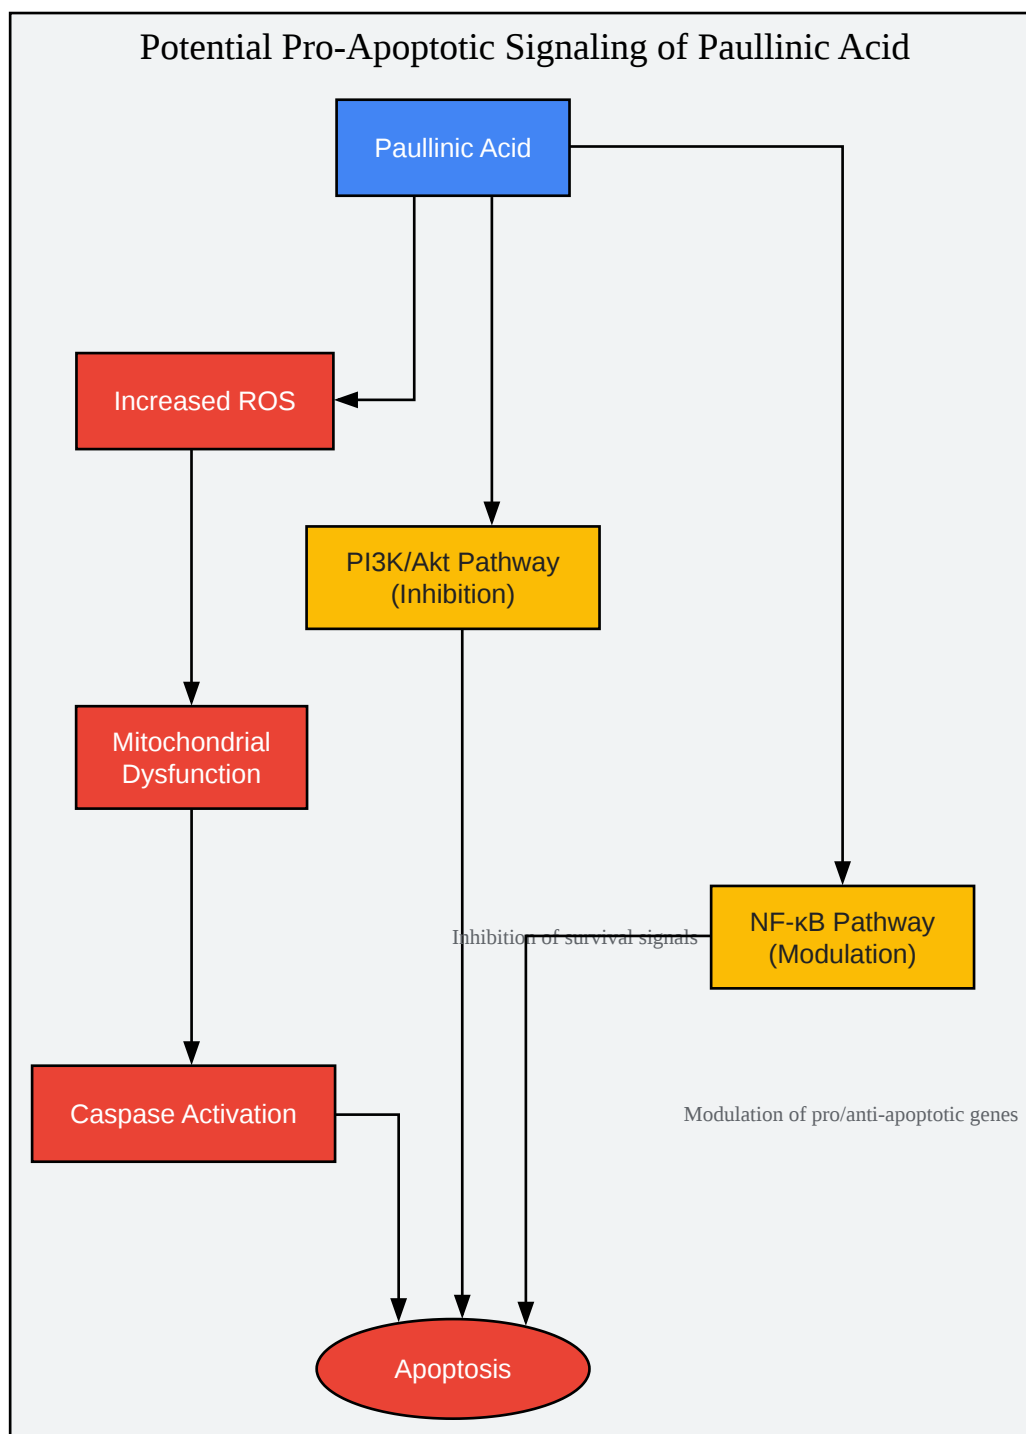 Potential Pro-Apoptotic Signaling of Paullinic Acid
Paullinic Acid
Increased ROS
PI3K/Akt Pathway
(Inhibition)
Mitochondrial
Dysfunction
NF-κB Pathway
(Modulation)
Inhibition of survival signals
Caspase Activation
Modulation of pro/anti-apoptotic genes
Apoptosis